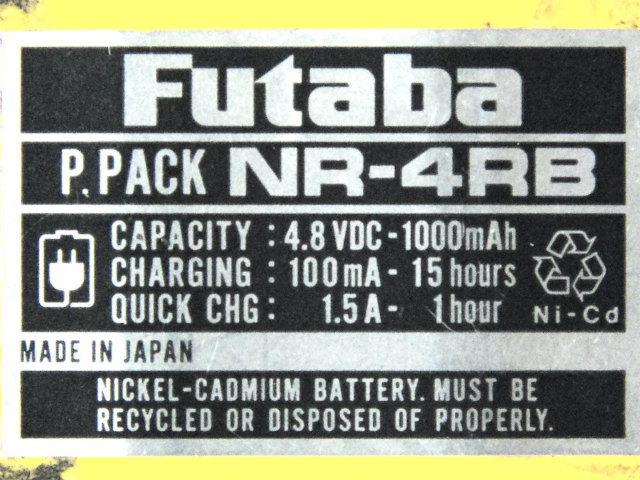 Futaba
P. PACK NR-4RB
CAPACITY : 4.8 VDC - 1000mAh
CHARGING : 100 mA - 15 hours
QUICK CHG : 1.5 A - 1 hour
Ni-Cd
MADE IN JAPAN
NICKEL-CADMIUM BATTERY. MUST BE
RECYCLED OR DISPOSED OF PROPERLY.